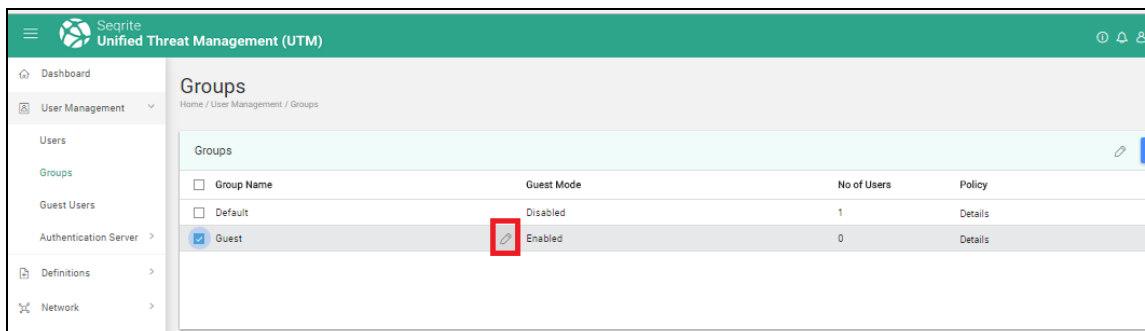 Seqrite
Unified Threat Management (UTM)
Dashboard
User Management
Users
Groups
Guest Users
Authentication Server
Definitions
Network
Groups
Home / User Management / Groups
Groups
Group Name Guest Mode No of Users Policy
Default Disabled 1 Details
Guest Enabled 0 Details